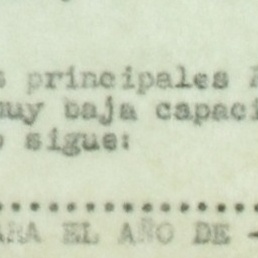 s principales
muy baja capaci
o sigue:
................
ARA EL AÑO DE -